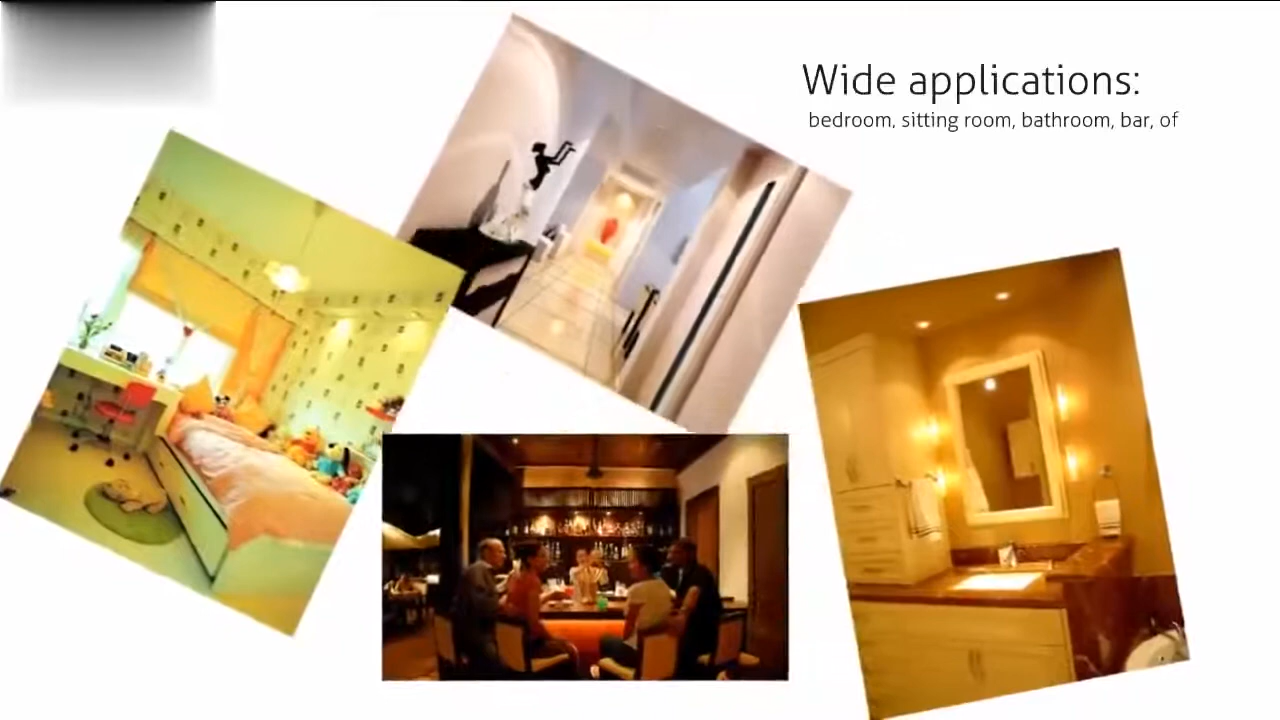 Wide applications:
bedroom, sitting room, bathroom, bar, of